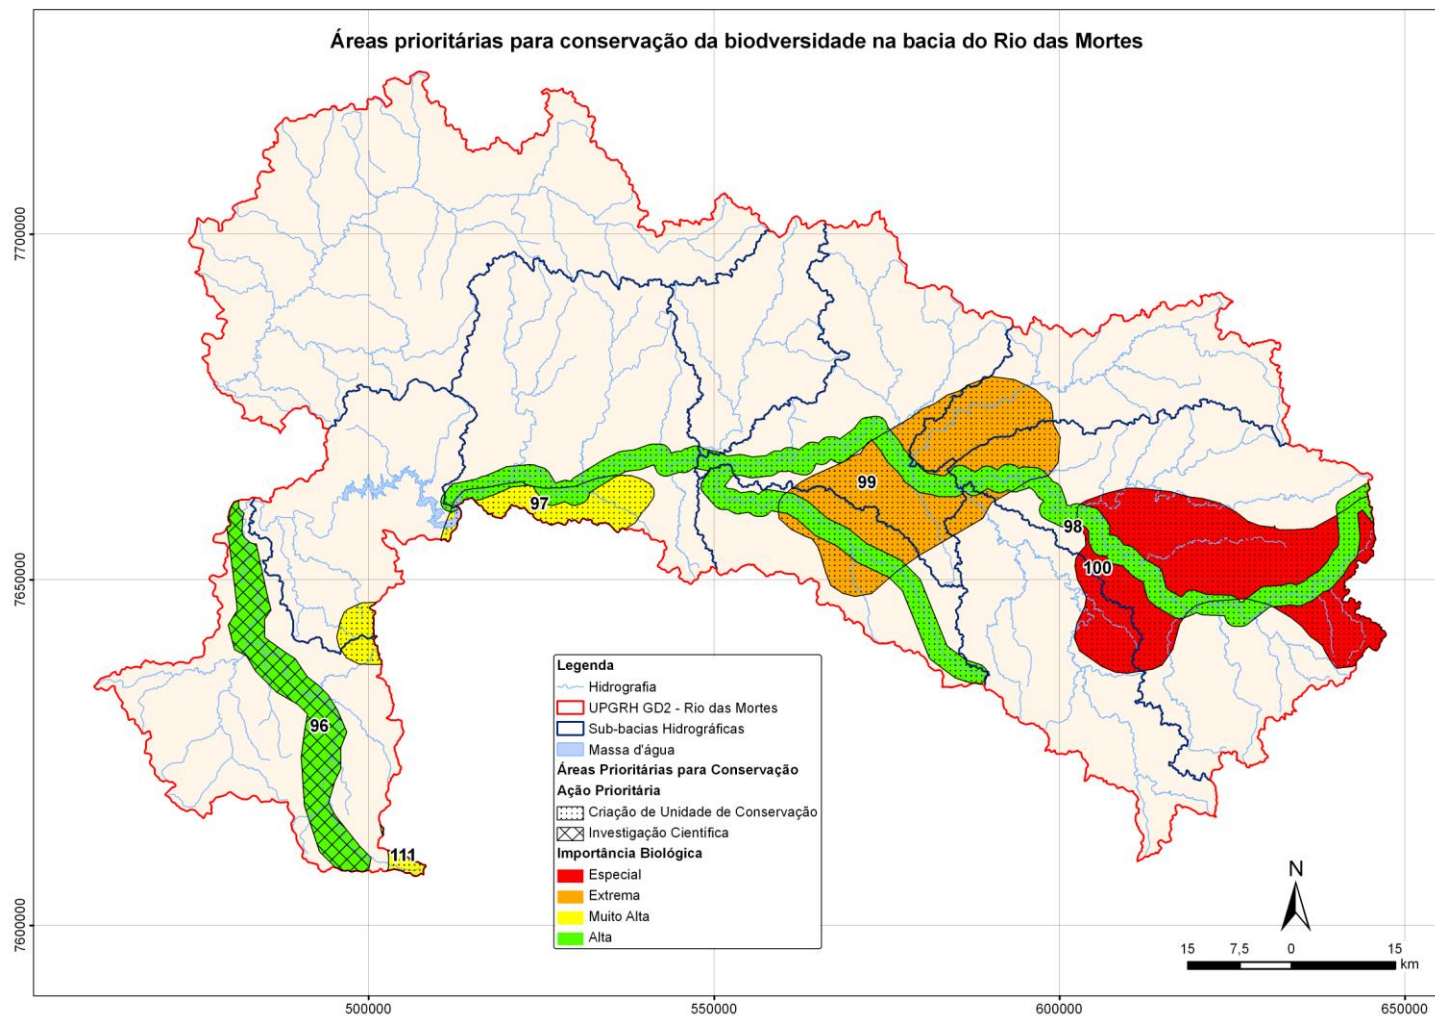 Áreas prioritárias para conservação da biodversidade na bacia do Rio das Mortes
7700000
7650000
7600000
99
97
98
100
96
111
Legenda
Hidrografia
UPGRH GD2 - Rio das Mortes
Sub-bacias Hidrográficas
Massa d'água
Áreas Prioritárias para Conservação
Ação Prioritária
Criação de Unidade de Conservação
Investigação Científica
Importância Biológica
Especial
Extrema
Muito Alta
Alta
N
15 7,5 0 15
km
500000 550000 600000 650000